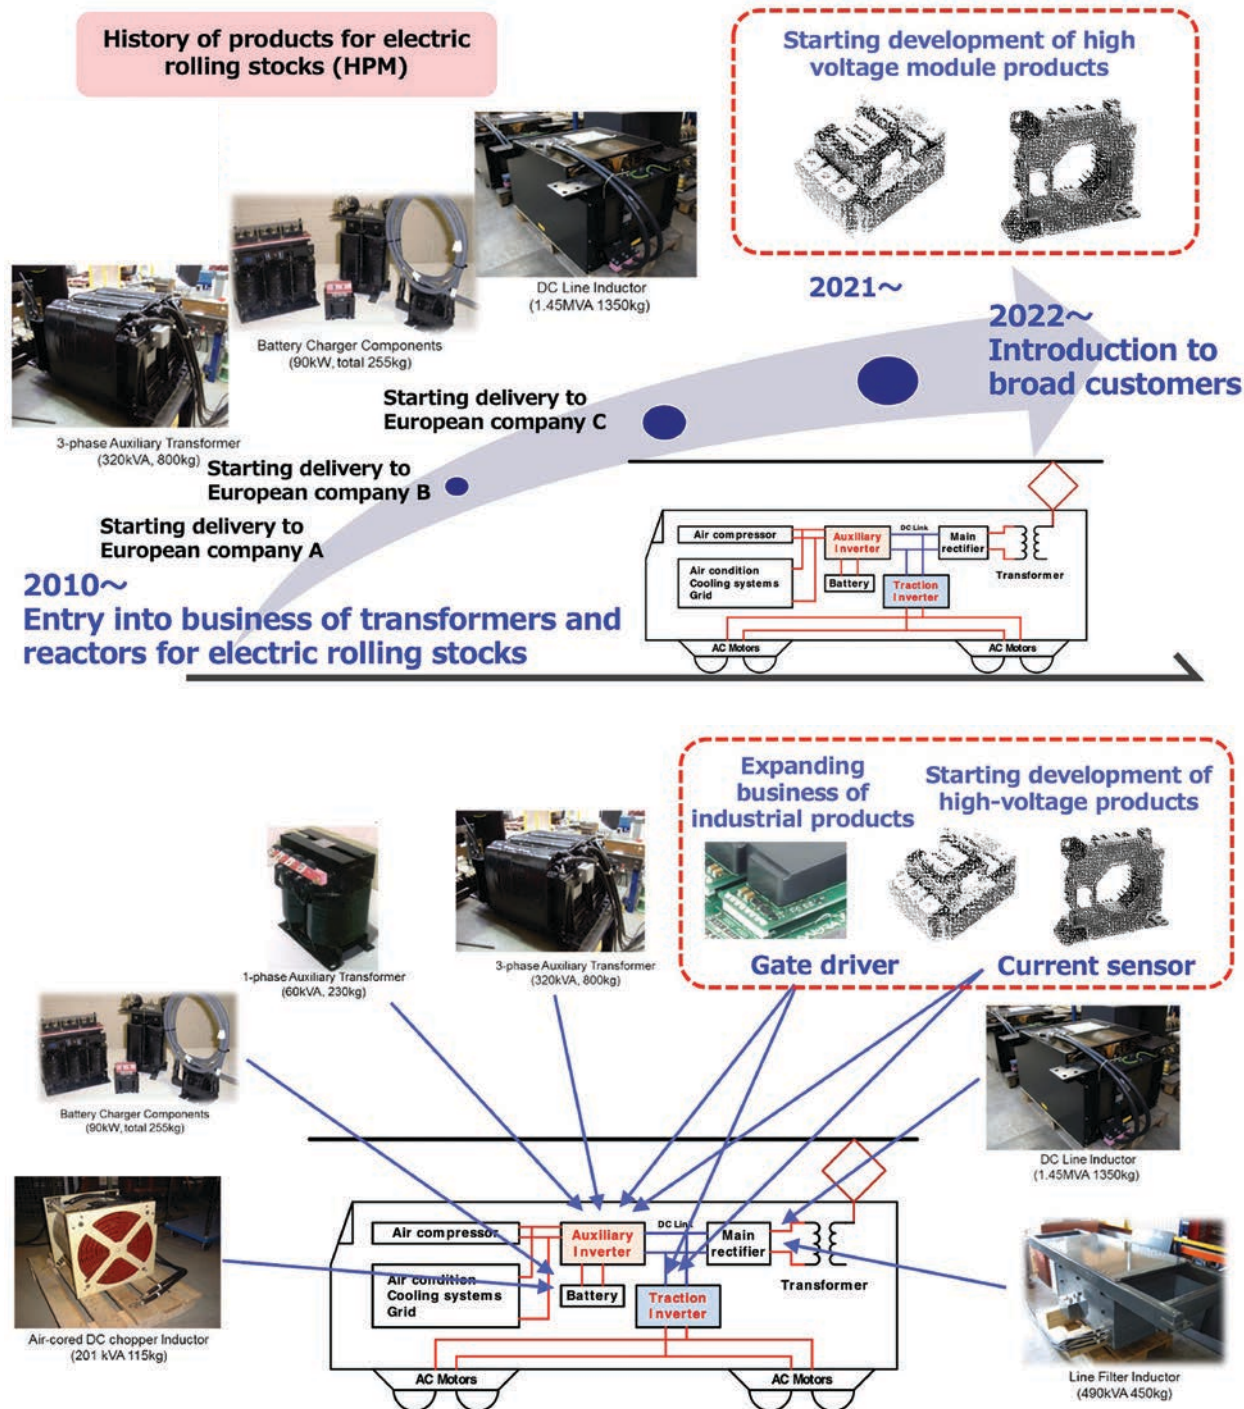 History of products for electric
rolling stocks (HPM)
Starting development of high
voltage module products
DC Line Inductor
(1.45MVA 1350kg)
Battery Charger Components
(90kW, total 255kg)
3-phase Auxiliary Transformer
(320kVA, 800kg)
2021～
2022～
Introduction to
broad customers
Starting delivery to
European company C
Starting delivery to
European company B
Starting delivery to
European company A
2010～
Entry into business of transformers and
reactors for electric rolling stocks
Air compressor
Auxiliary
Inverter
DC Link
Main
rectifier
Transformer
Air condition
Cooling systems
Grid
Battery
Traction
Inverter
AC Motors
AC Motors
Expanding
business of
industrial products
Starting development of
high-voltage products
Gate driver
Current sensor
1-phase Auxiliary Transformer
(60kVA, 230kg)
3-phase Auxiliary Transformer
(320kVA, 800kg)
Battery Charger Components
(90kW, total 255kg)
DC Line Inductor
(1.45MVA 1350kg)
Air-cored DC chopper Inductor
(201 kVA 115kg)
Line Filter Inductor
(490kVA 450kg)
Air compressor
Auxiliary
Inverter
DC Link
Main
rectifier
Transformer
Air condition
Cooling systems
Grid
Battery
Traction
Inverter
AC Motors
AC Motors